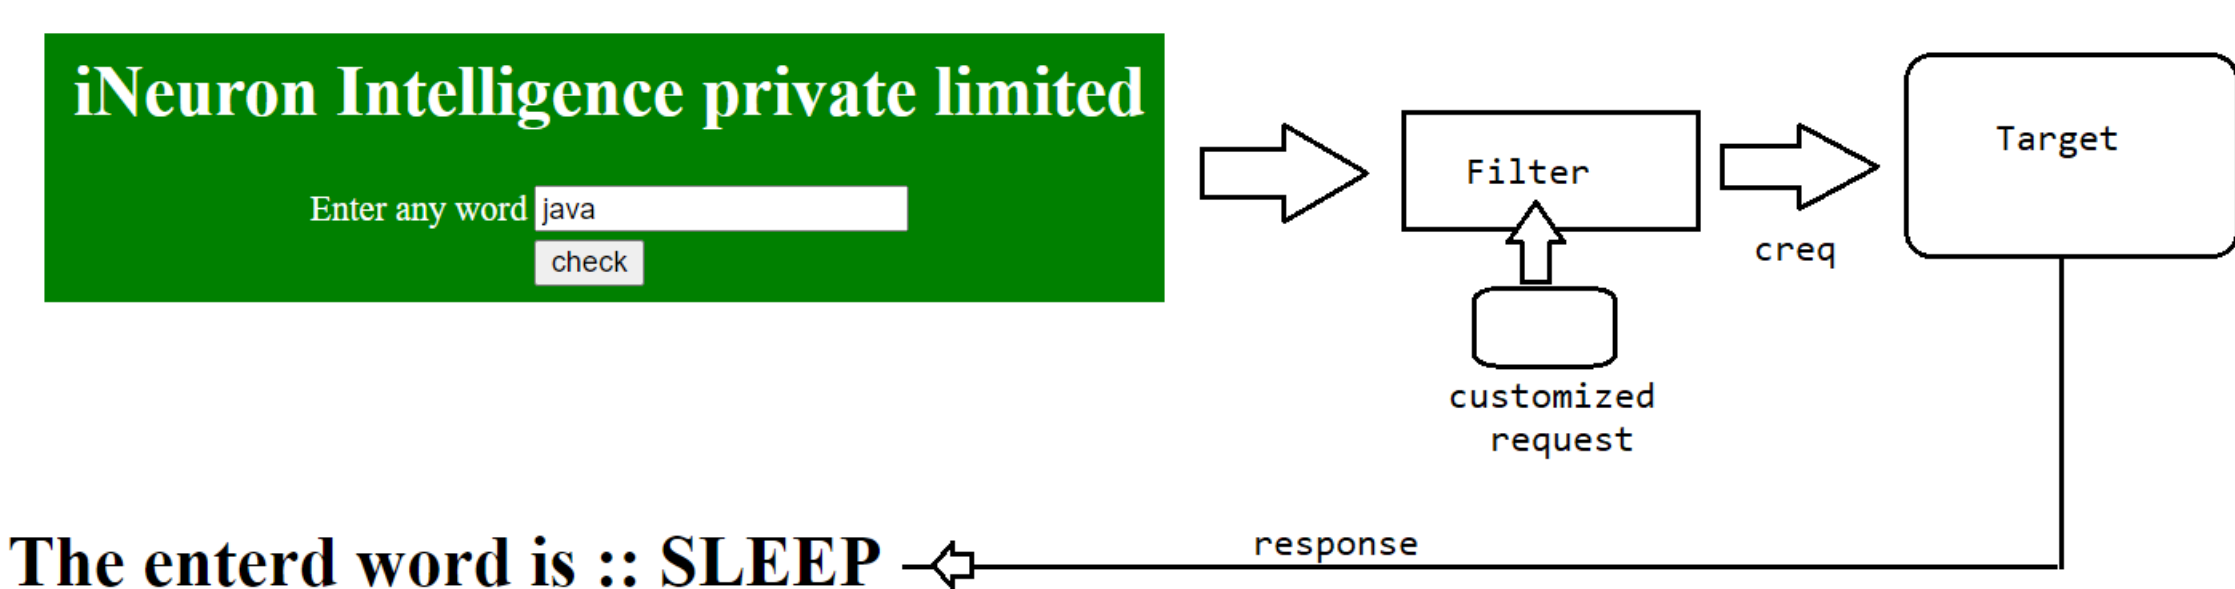 iNeuron Intelligence private limited
Enter any word java
check
Filter
creq
Target
customized
request
response
The enterd word is :: SLEEP